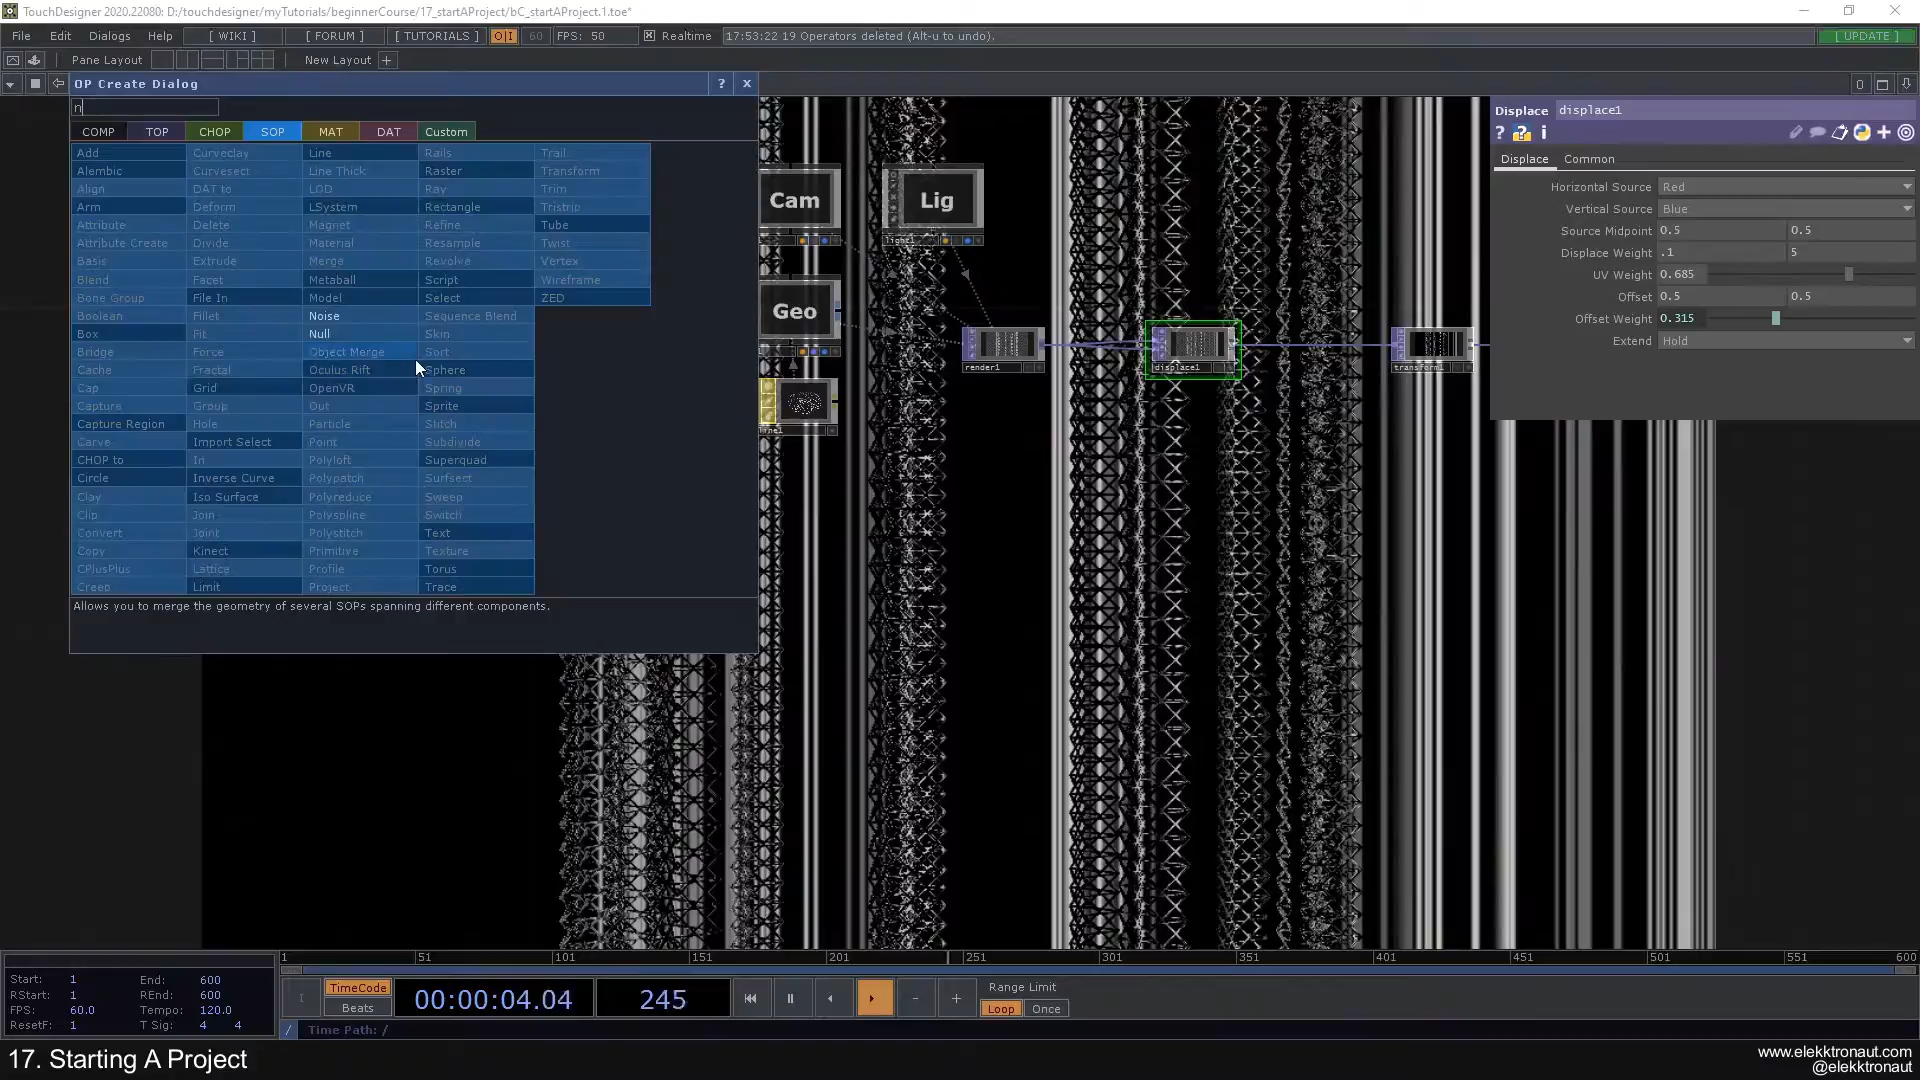 TouchDesigner 2020.22080: D:/touchdesigner/myTutorials/beginnerCourse/17_startAProject/bC_startAProject.1.toe*
File Edit Dialogs Help [ WIKI ] [ FORUM ] [ TUTORIALS ] O|I 60 FPS: 50 Realtime 17:53:22 19 Operators deleted (Alt-u to undo). [ UPDATE ]
Pane Layout New Layout +
OP Create Dialog ? x
n
COMP TOP CHOP SOP MAT DAT Custom
Add Curveclay Line Rails Trail
Alembic Curvesect Line Thick Raster Transform
Align DAT to LOD Ray Trim
Arm Deform LSystem Rectangle Tristrip
Attribute Delete Magnet Refine Tube
Attribute Create Divide Material Resample Twist
Basis Extrude Merge Revolve Vertex
Blend Facet Metaball Script Wireframe
Bone Group File In Model Select ZED
Boolean Fillet Noise Sequence Blend
Box Fit Null Skin
Bridge Force Object Merge Sort
Cache Fractal Oculus Rift Sphere
Cap Grid OpenVR Spring
Capture Group Out Sprite
Capture Region Hole Particle Stitch
Carve Import Select Point Subdivide
CHOP to In Polyloft Superquad
Circle Inverse Curve Polypatch Surfsect
Clay Iso Surface Polyreduce Sweep
Clip Join Polyspline Switch
Convert Joint Polystitch Text
Copy Kinect Primitive Texture
CPlusPlus Lattice Profile Torus
Creep Limit Project Trace
Allows you to merge the geometry of several SOPs spanning different components.
Cam
Lig
light1
Geo
line1
render1
displace1
transform1
0
Displace displace1
? ? i
Displace Common
Horizontal Source Red
Vertical Source Blue
Source Midpoint 0.5 0.5
Displace Weight .1 5
UV Weight 0.685
Offset 0.5 0.5
Offset Weight 0.315
Extend Hold
1 51 101 151 201 251 301 351 401 451 501 551 600
Start: 1 End: 600
RStart: 1 REnd: 600
FPS: 60.0 Tempo: 120.0
ResetF: 1 T Sig: 4 4
TimeCode
Beats
00:00:04.04
245
- +
Range Limit
Loop Once
/ Time Path: /
17. Starting A Project
www.elekktronaut.com
@elekktronaut